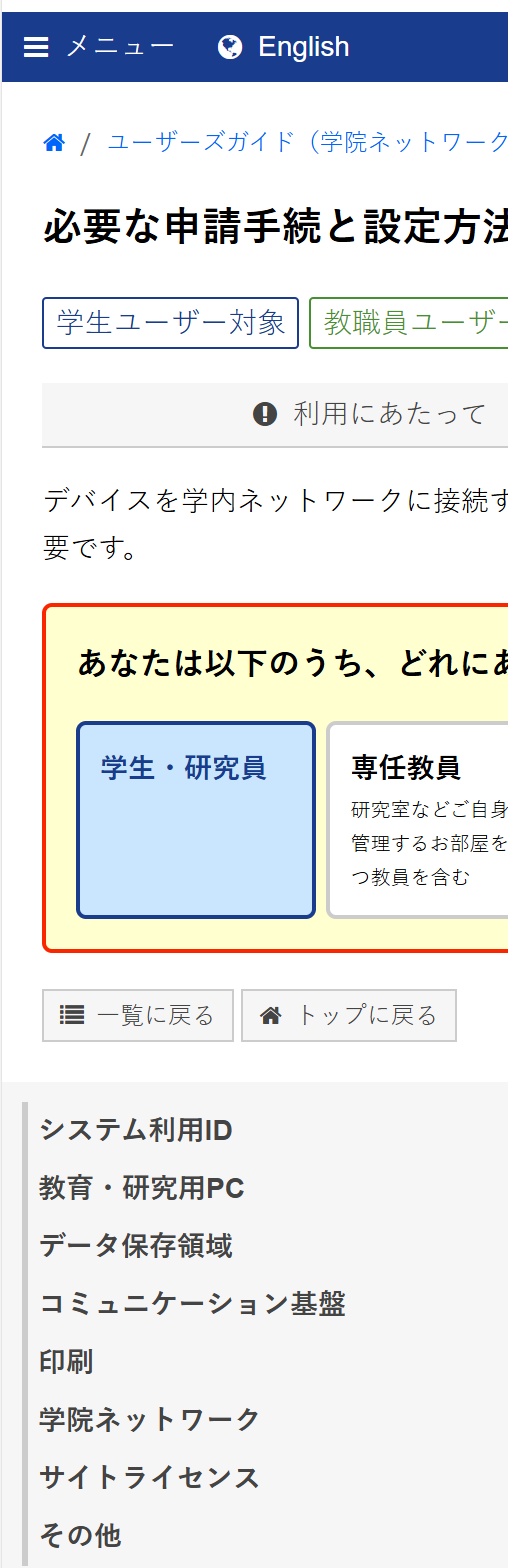 メニュー English
/ ユーザーズガイド（学院ネットワーク
必要な申請手続と設定方法
学生ユーザー対象 教職員ユーザー
利用にあたって
デバイスを学内ネットワークに接続す
要です。
あなたは以下のうち、どれにあ
学生・研究員
専任教員
研究室などご自身
管理するお部屋を
つ教員を含む
一覧に戻る トップに戻る
システム利用ID
教育・研究用PC
データ保存領域
コミュニケーション基盤
印刷
学院ネットワーク
サイトライセンス
その他